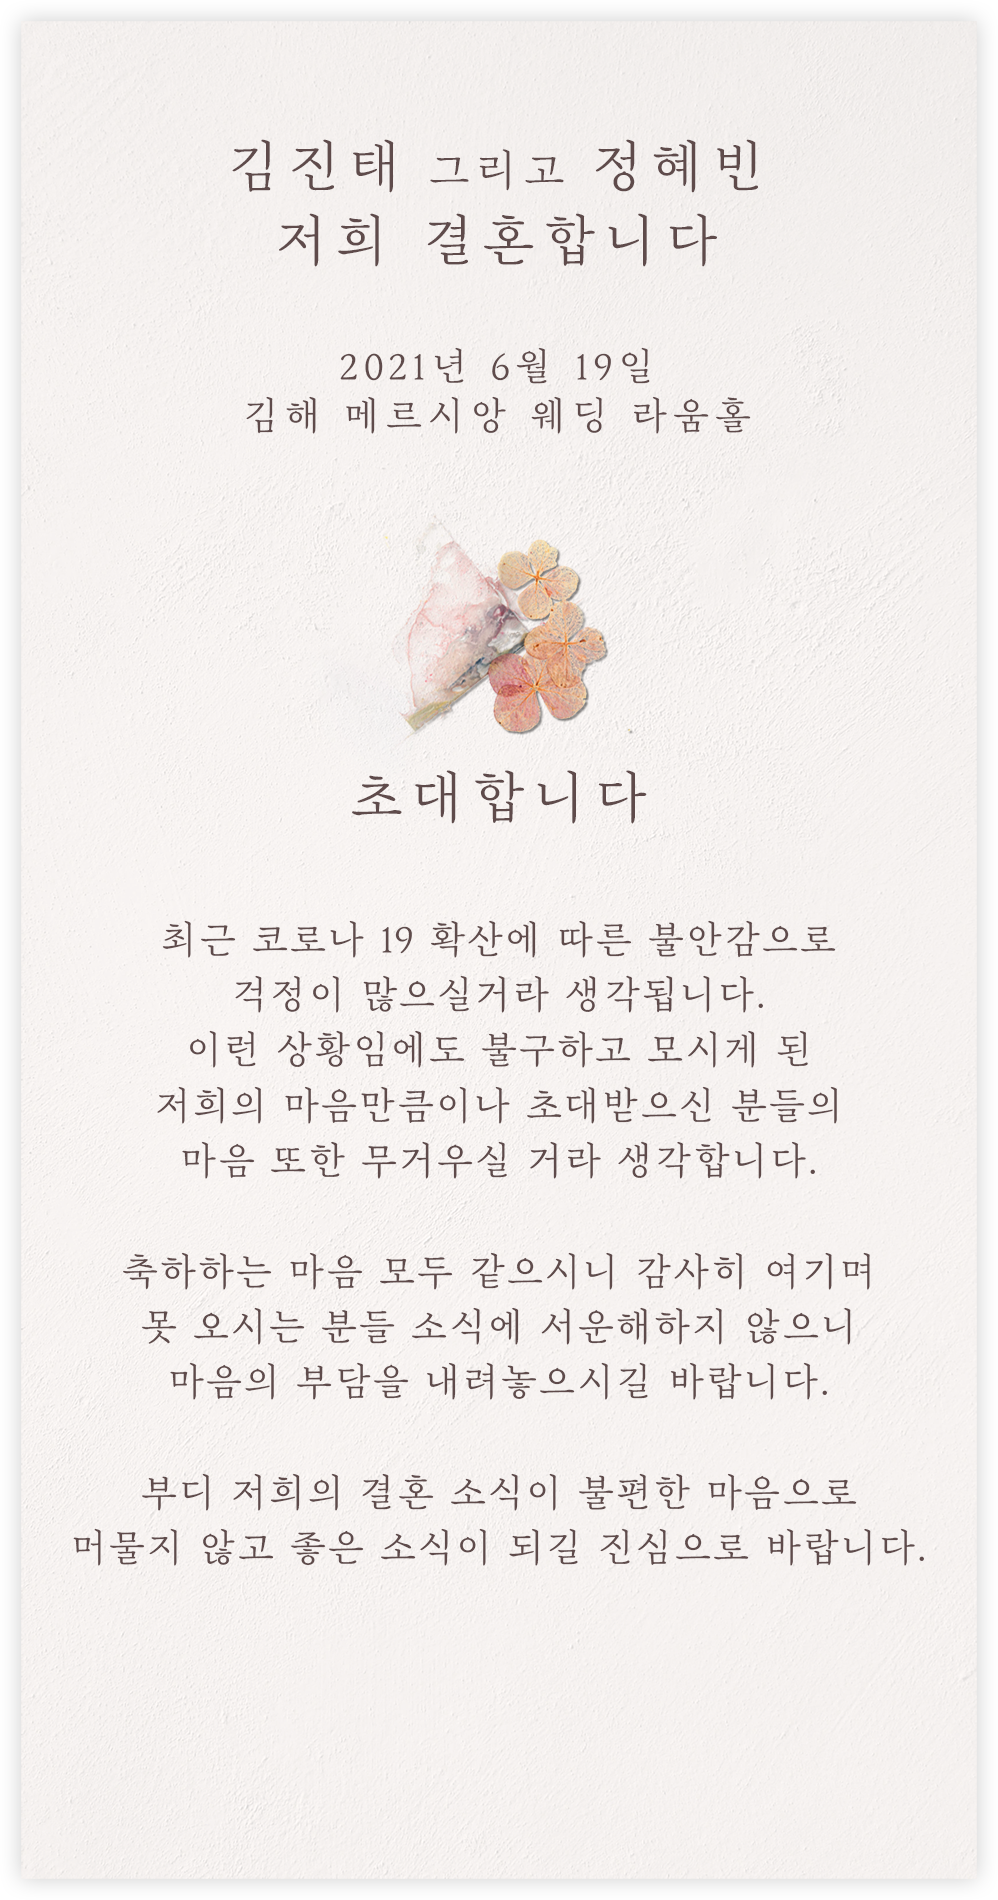 김진태 그리고 정혜빈
저희 결혼합니다
2021년 6월 19일
김해 메르시앙 웨딩 라움홀
초대합니다
최근 코로나 19 확산에 따른 불안감으로
걱정이 많으실거라 생각됩니다.
이런 상황임에도 불구하고 모시게 된
저희의 마음만큼이나 초대받으신 분들의
마음 또한 무거우실 거라 생각합니다.
축하하는 마음 모두 같으시니 감사히 여기며
못 오시는 분들 소식에 서운해하지 않으니
마음의 부담을 내려놓으시길 바랍니다.
부디 저희의 결혼 소식이 불편한 마음으로
머물지 않고 좋은 소식이 되길 진심으로 바랍니다.